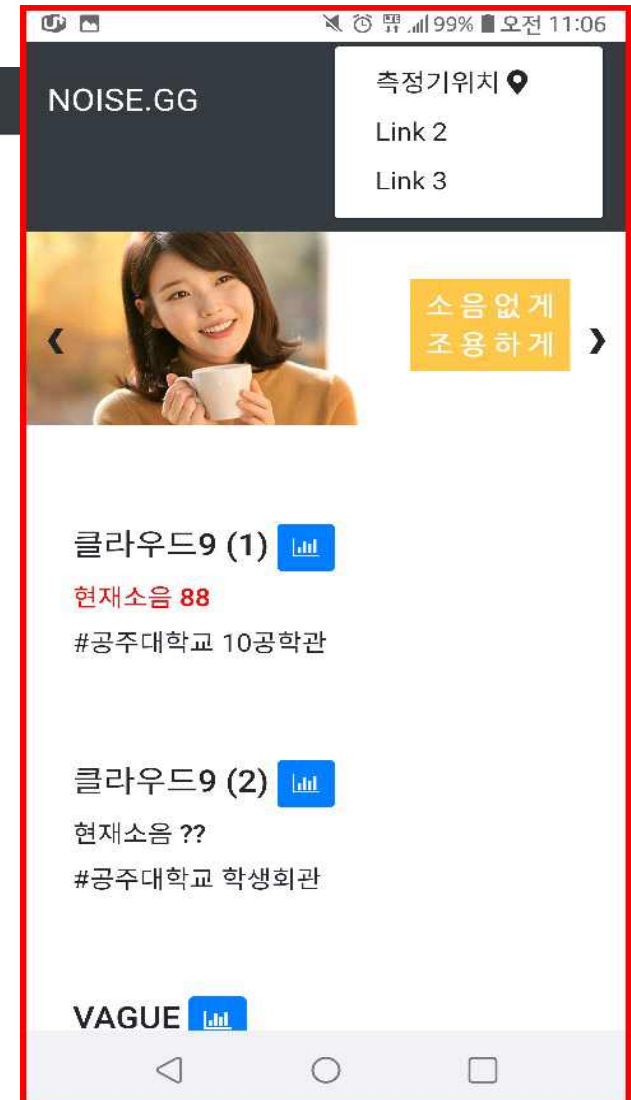 99% 오전 11:06
NOISE.GG
측정기위치
Link 2
Link 3
소음없게
조용하게
클라우드9 (1)
현재소음 88
#공주대학교 10공학관
클라우드9 (2)
현재소음 ??
#공주대학교 학생회관
VAGUE